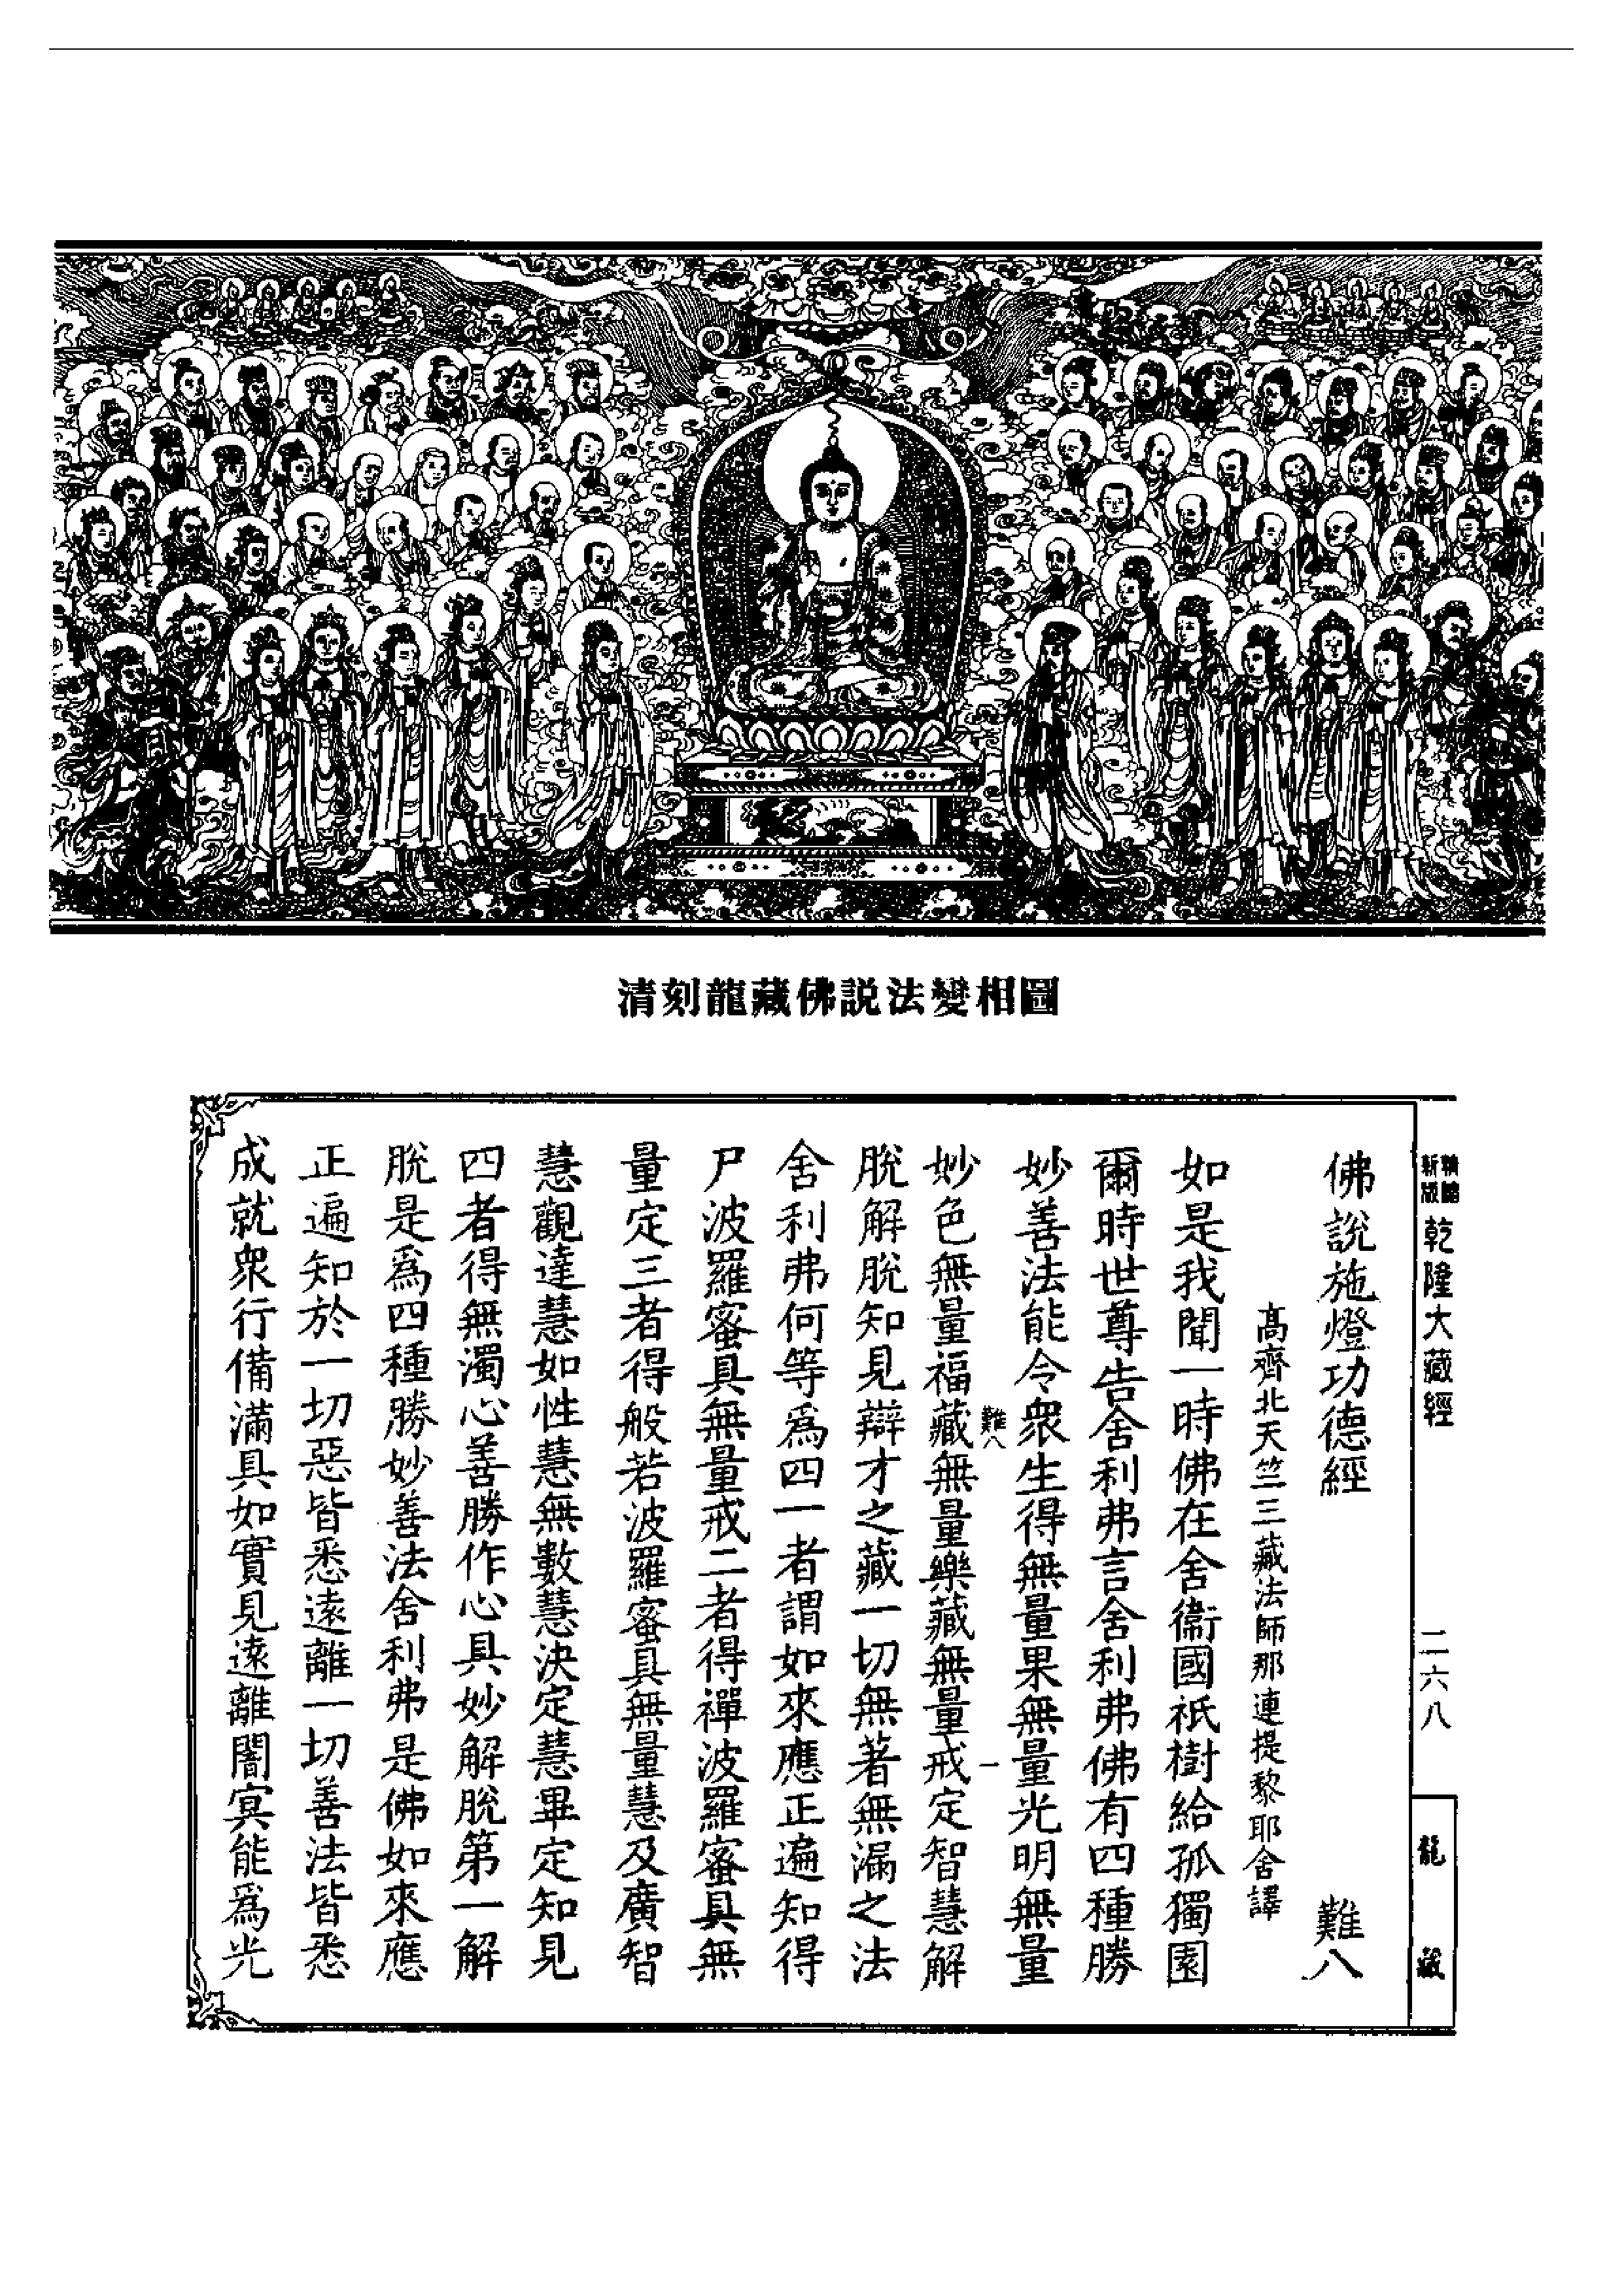 清刻龍藏佛説法變相圖
新版
乾隆大藏經
二六八
龍藏
佛說施燈功德經 難八
高齊北天竺三藏法師那連提黎耶舍譯
如是我聞一時佛在舍衞國祇樹給孤獨園
爾時世尊告舍利弗言舍利弗佛有四種勝
妙善法能令衆生得無量果無量光明無量
難八 一
妙色無量福藏無量樂藏無量戒定智慧解
脫解脫知見辯才之藏一切無著無漏之法
舍利弗何等爲四一者謂如來應正遍知得
尸波羅蜜具無量戒二者得禪波羅蜜具無
量定三者得般若波羅蜜具無量慧及廣智
慧觀達慧如性慧無數慧決定慧畢定知見
四者得無濁心善勝作心具妙解脫第一解
脫是爲四種勝妙善法舍利弗是佛如來應
正遍知於一切惡皆悉遠離一切善法皆悉
成就衆行備滿具如實見遠離闇冥能爲光